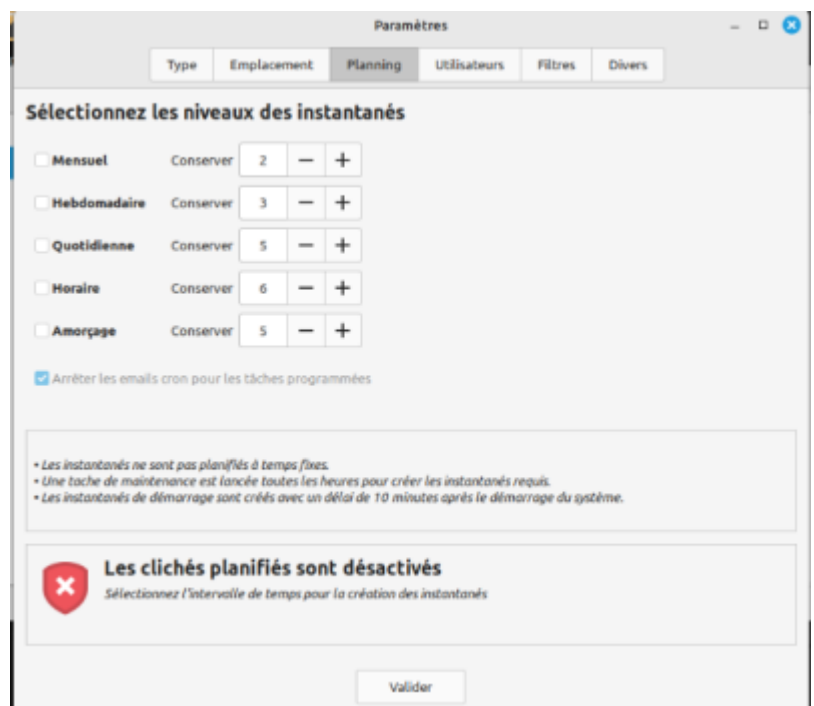 Paramètres
Type Emplacement Planning Utilisateurs Filtres Divers
Sélectionnez les niveaux des instantanés
Mensuel Conserver 2 — +
Hebdomadaire Conserver 3 — +
Quotidienne Conserver 5 — +
Horaire Conserver 6 — +
Amorçage Conserver 5 — +
Arrêter les emails cron pour les tâches programmées
• Les instantanés ne sont pas planifiés à temps fixes.
• Une tache de maintenance est lancée toutes les heures pour créer les instantanés requis.
• Les instantanés de démarrage sont créés avec un délai de 10 minutes après le démarrage du système.
Les clichés planifiés sont désactivés
Sélectionnez l'intervalle de temps pour la création des instantanés
Valider